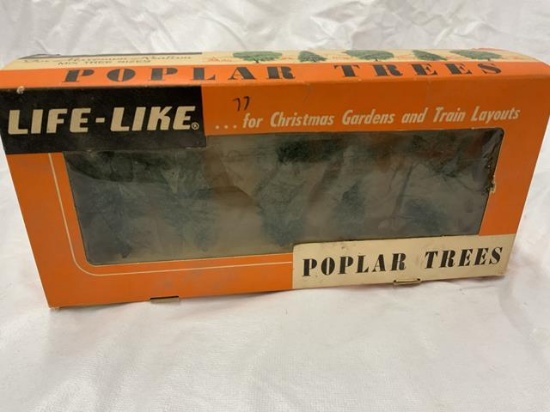 POPLAR TREES
LIFE-LIKE®
77
...for Christmas Gardens and Train Layouts
POPLAR TREES